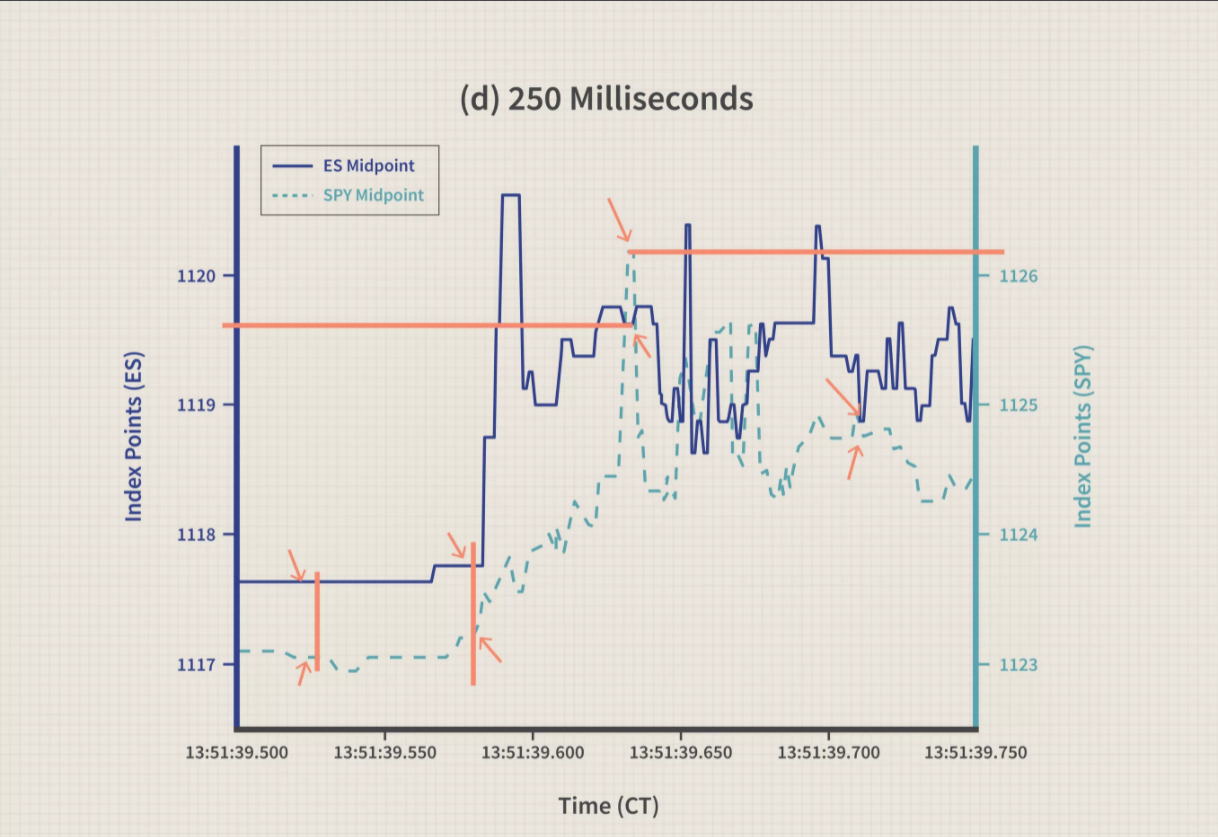 (d) 250 Milliseconds
ES Midpoint
SPY Midpoint
Index Points (ES)
1120
1119
1118
1117
1126
1125
1124
1123
Index Points (SPY)
13:51:39.500 13:51:39.550 13:51:39.600 13:51:39.650 13:51:39.700 13:51:39.750
Time (CT)